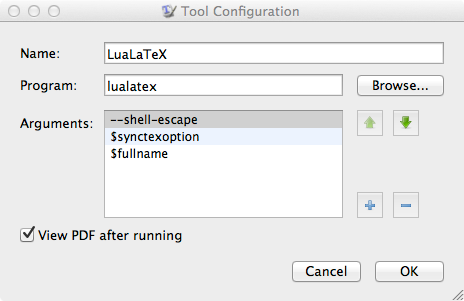 Tool Configuration
Name: LuaLaTeX
Program: lualatex Browse...
Arguments: --shell-escape
$synctexoption
$fullname
View PDF after running
Cancel OK